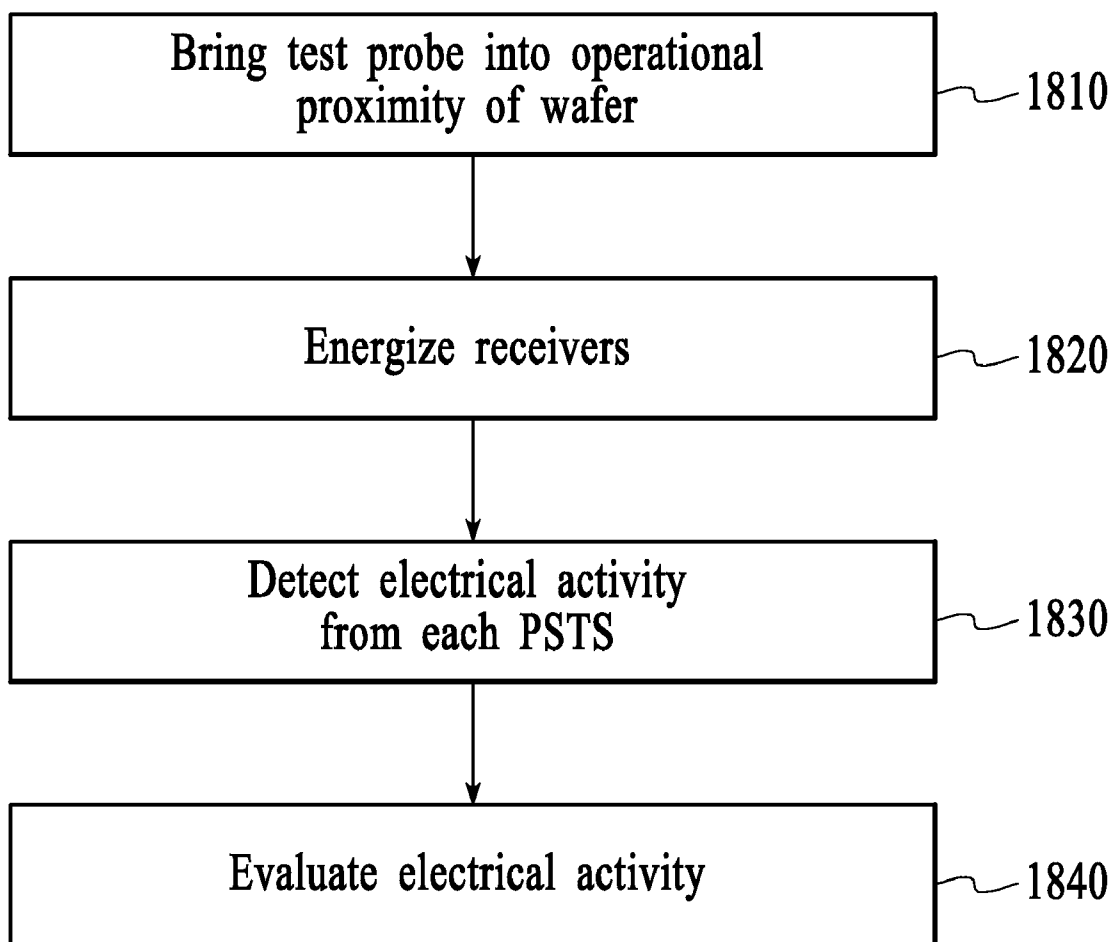 Bring test probe into operational
proximity of wafer
1810
Energize receivers
1820
Detect electrical activity
from each PSTS
1830
Evaluate electrical activity
1840